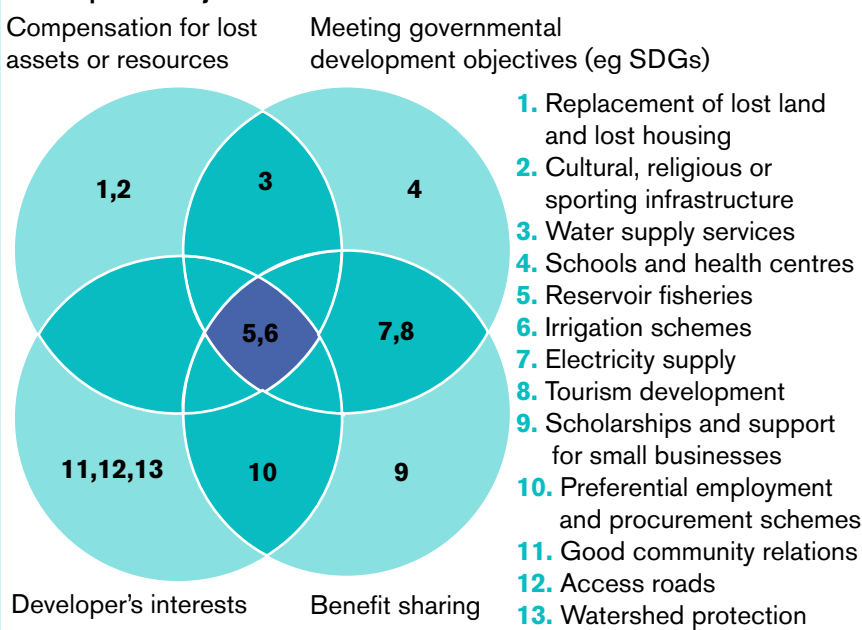 Compensation for lost
assets or resources
Meeting governmental
development objectives (eg SDGs)
1,2
3
4
5,6
7,8
11,12,13
10
9
Developer's interests
Benefit sharing
1. Replacement of lost land
and lost housing
2. Cultural, religious or
sporting infrastructure
3. Water supply services
4. Schools and health centres
5. Reservoir fisheries
6. Irrigation schemes
7. Electricity supply
8. Tourism development
9. Scholarships and support
for small businesses
10. Preferential employment
and procurement schemes
11. Good community relations
12. Access roads
13. Watershed protection